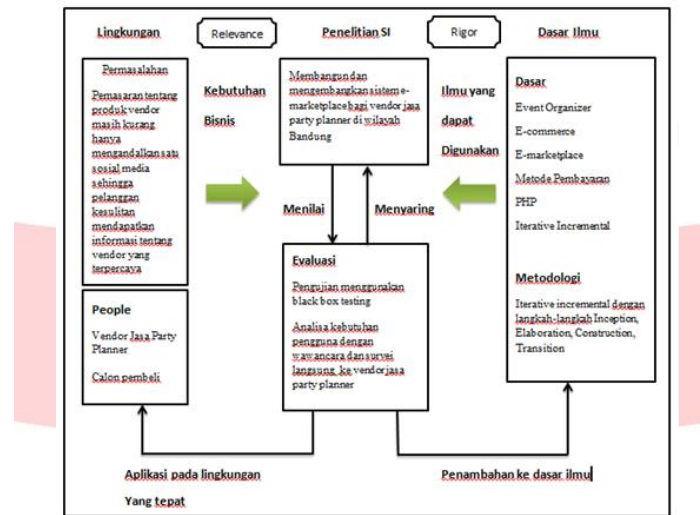 Lingkungan
Relevance
Penelitian SI
Rigor
Dasar Ilmu
Permasalahan
Pemasaran tentang
produk vendor
masih kurang
hanya
mengandalkan satu
sosial media
sehingga
pelanggan
kesulitan
mendapatkan
informasi tentang
vendor yang
terpercaya
People
Vendor Jasa Party
Planner
Calon pembeli
Kebutuhan
Bisnis
Membangun dan
mengembangkan sistem e-
marketplace bagi vendor jasa
party planner di wilayah
Bandung
Menilai
Menyaring
Evaluasi
Pengujian menggunakan
black box testing
Analisa kebutuhan
pengguna dengan
wawancara dan survei
langsung ke vendor jasa
party planner
Ilmu yang
dapat
Digunakan
Dasar
Event Organizer
E-commerce
E-marketplace
Metode Pembayaran
PHP
Iterative Incremental
Metodologi
Iterative incremental dengan
langkah-langkah Inception,
Elaboration, Construction,
Transition
Aplikasi pada lingkungan
Yang tepat
Penambahan ke dasar ilmu